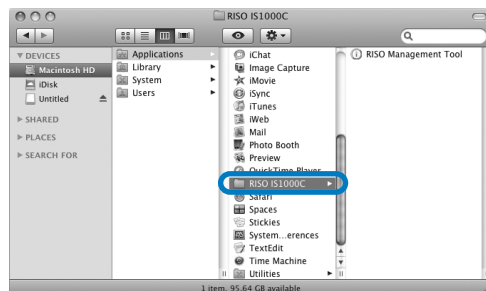 RISO IS1000C
DEVICES
Macintosh HD
iDisk
Untitled
SHARED
PLACES
SEARCH FOR
Applications
Library
System
Users
iChat
Image Capture
iMovie
iSync
iTunes
iWeb
Mail
Photo Booth
Preview
QuickTime Player
RISO IS1000C
Safari
Spaces
Stickies
System...erences
TextEdit
Time Machine
Utilities
RISO Management Tool
1 item, 95.64 GB available